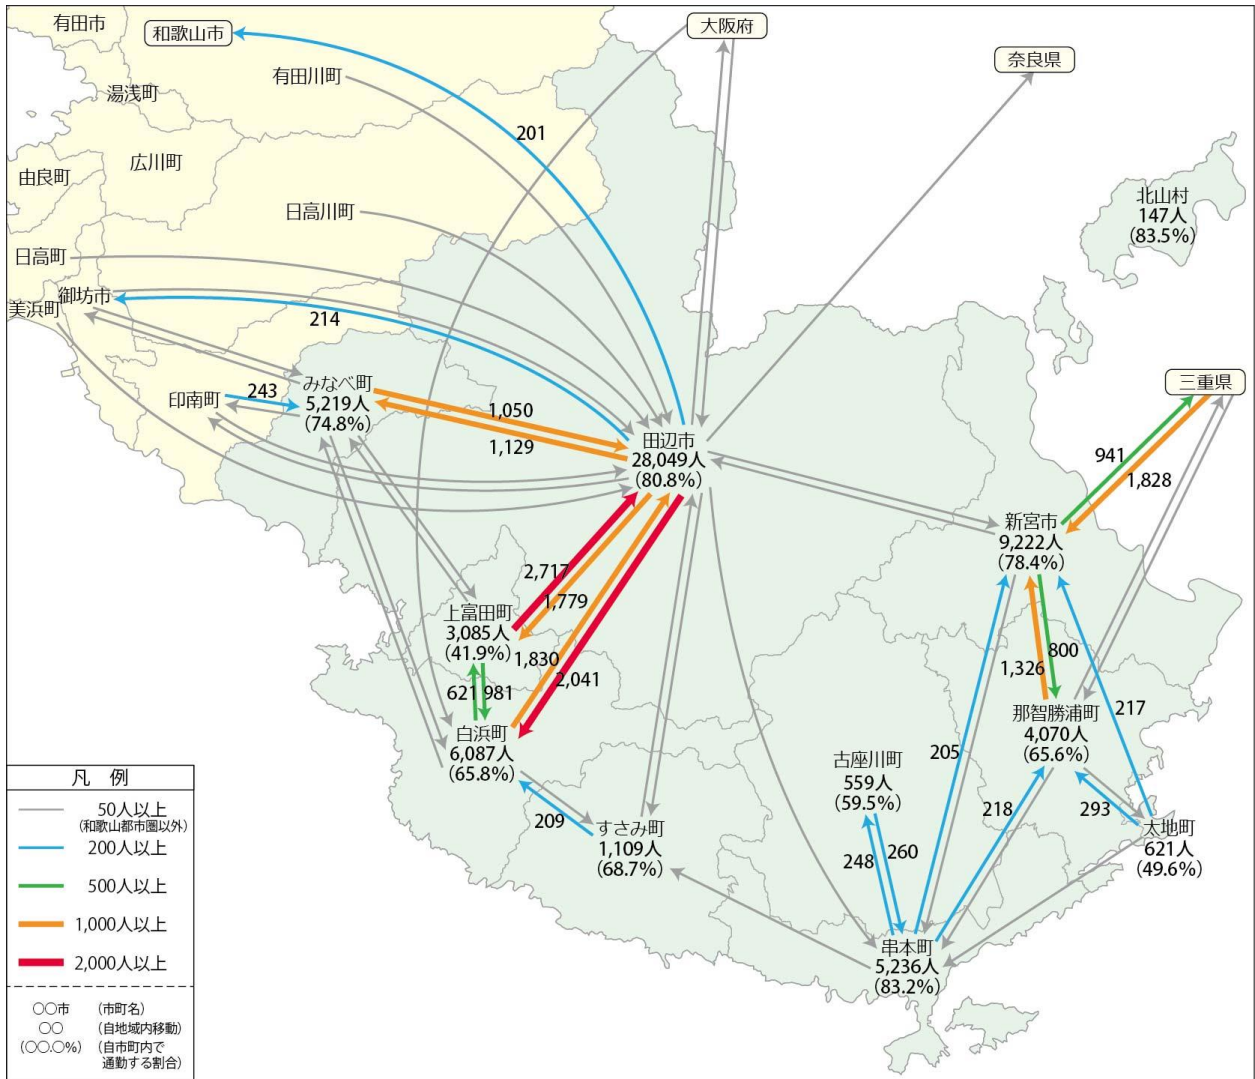 有田市
和歌山市
大阪府
奈良県
有田川町
湯浅町
201
広川町
由良町
北山村
147人
(83.5%)
日高川町
日高町
御坊市
美浜町
214
三重県
みなべ町
5,219人
(74.8%)
印南町
243
1,050
1,129
田辺市
28,049人
(80.8%)
941
1,828
新宮市
9,222人
(78.4%)
2,717
1,779
上富田町
3,085人
(41.9%)
1,830
2,041
621
981
800
1,326
217
白浜町
6,087人
(65.8%)
那智勝浦町
4,070人
(65.6%)
205
古座川町
559人
(59.5%)
218
293
209
すさみ町
1,109人
(68.7%)
太地町
621人
(49.6%)
248
260
串本町
5,236人
(83.2%)
凡 例
50人以上
(和歌山都市圏以外)
200人以上
500人以上
1,000人以上
2,000人以上
○○市 (市町名)
○○ (自地域内移動)
(○○.○%) (自市町内で
通勤する割合)